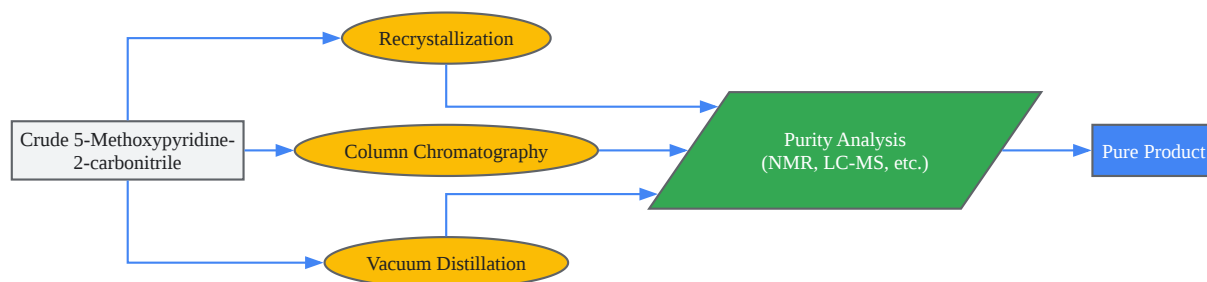 Recrystallization
Crude 5-Methoxypyridine-
2-carbonitrile
Column Chromatography
Purity Analysis
(NMR, LC-MS, etc.)
Pure Product
Vacuum Distillation